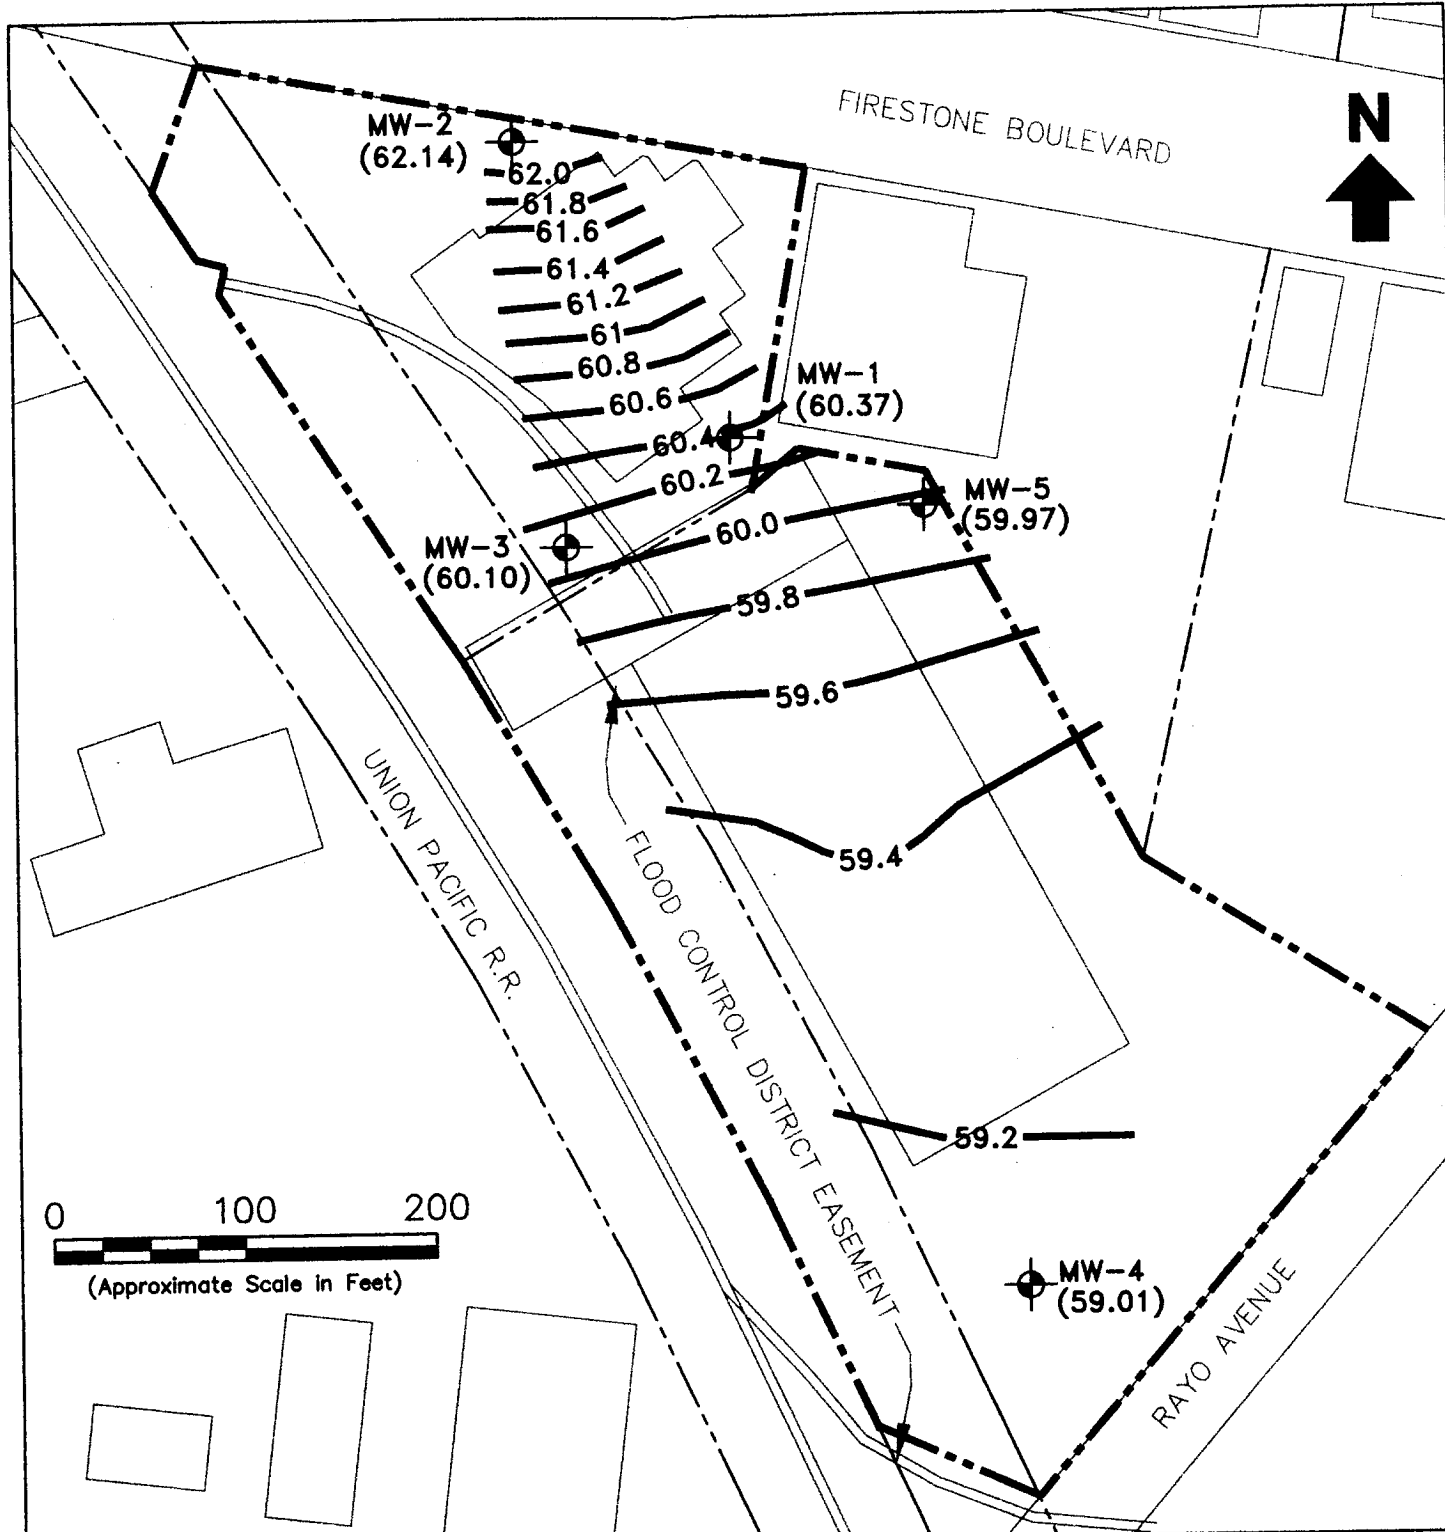 FIRESTONE BOULEVARD
N
MW-2
(62.14)
62.0
61.8
61.6
61.4
61.2
61
60.8
60.6
MW-1
(60.37)
60.4
60.2
MW-5
(59.97)
60.0
MW-3
(60.10)
59.8
59.6
59.4
UNION PACIFIC R.R.
FLOOD CONTROL DISTRICT EASEMENT
59.2
0 100 200
(Approximate Scale in Feet)
MW-4
(59.01)
RAYO AVENUE